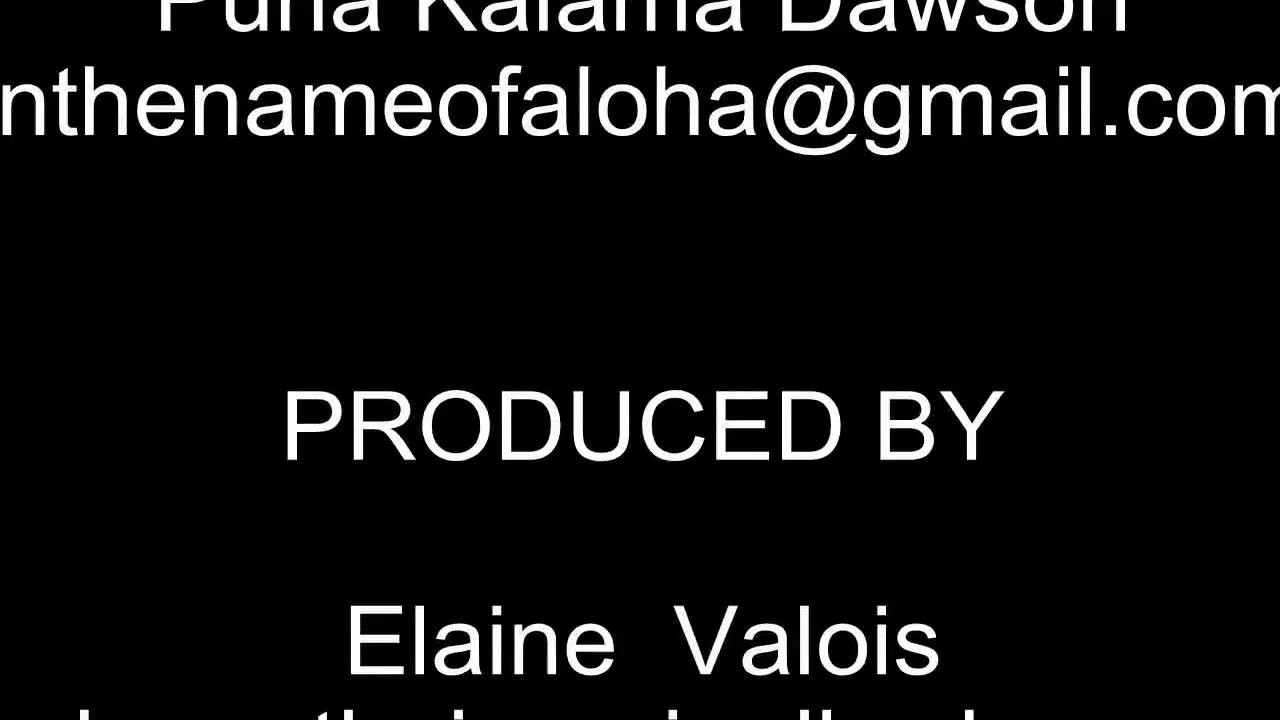 Puna Kalama Dawson
nthenameofaloha@gmail.com
PRODUCED BY
Elaine Valois